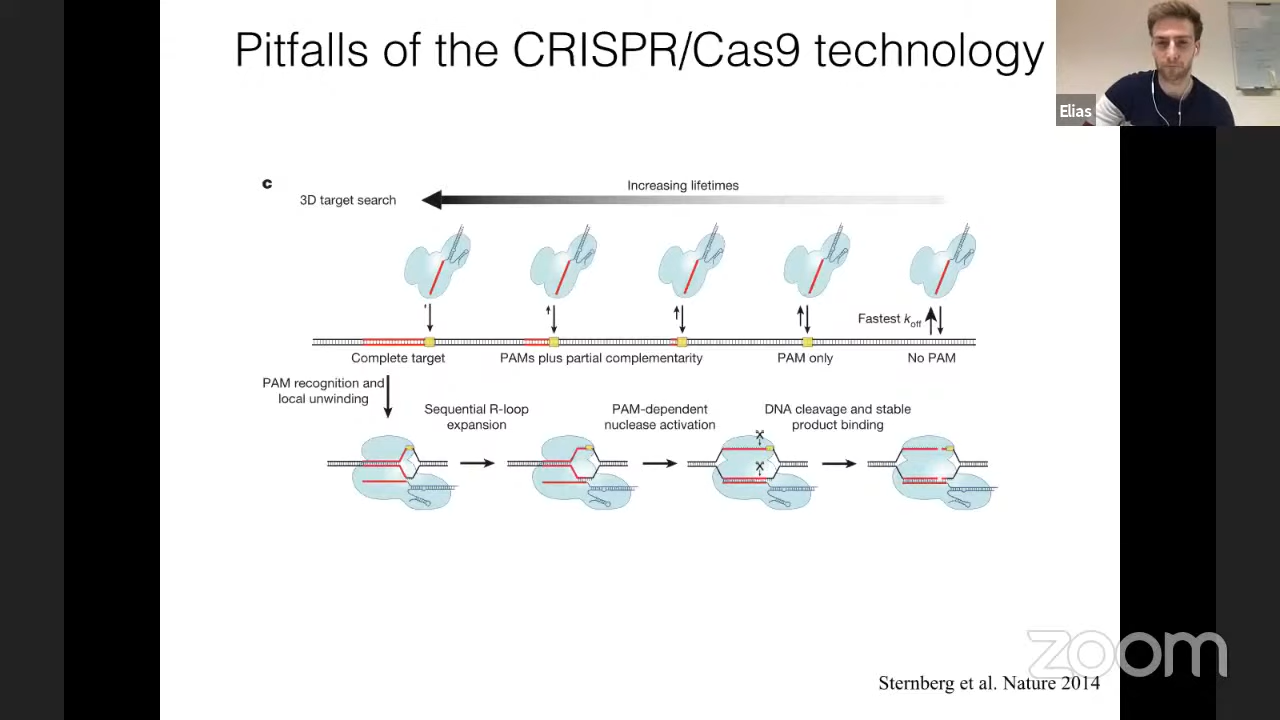 Pitfalls of the CRISPR/Cas9 technology
Elias
c
Increasing lifetimes
3D target search
Fastest koff
Complete target
PAMs plus partial complementarity
PAM only
No PAM
PAM recognition and
local unwinding
Sequential R-loop
expansion
PAM-dependent
nuclease activation
DNA cleavage and stable
product binding
zoom
Sternberg et al. Nature 2014